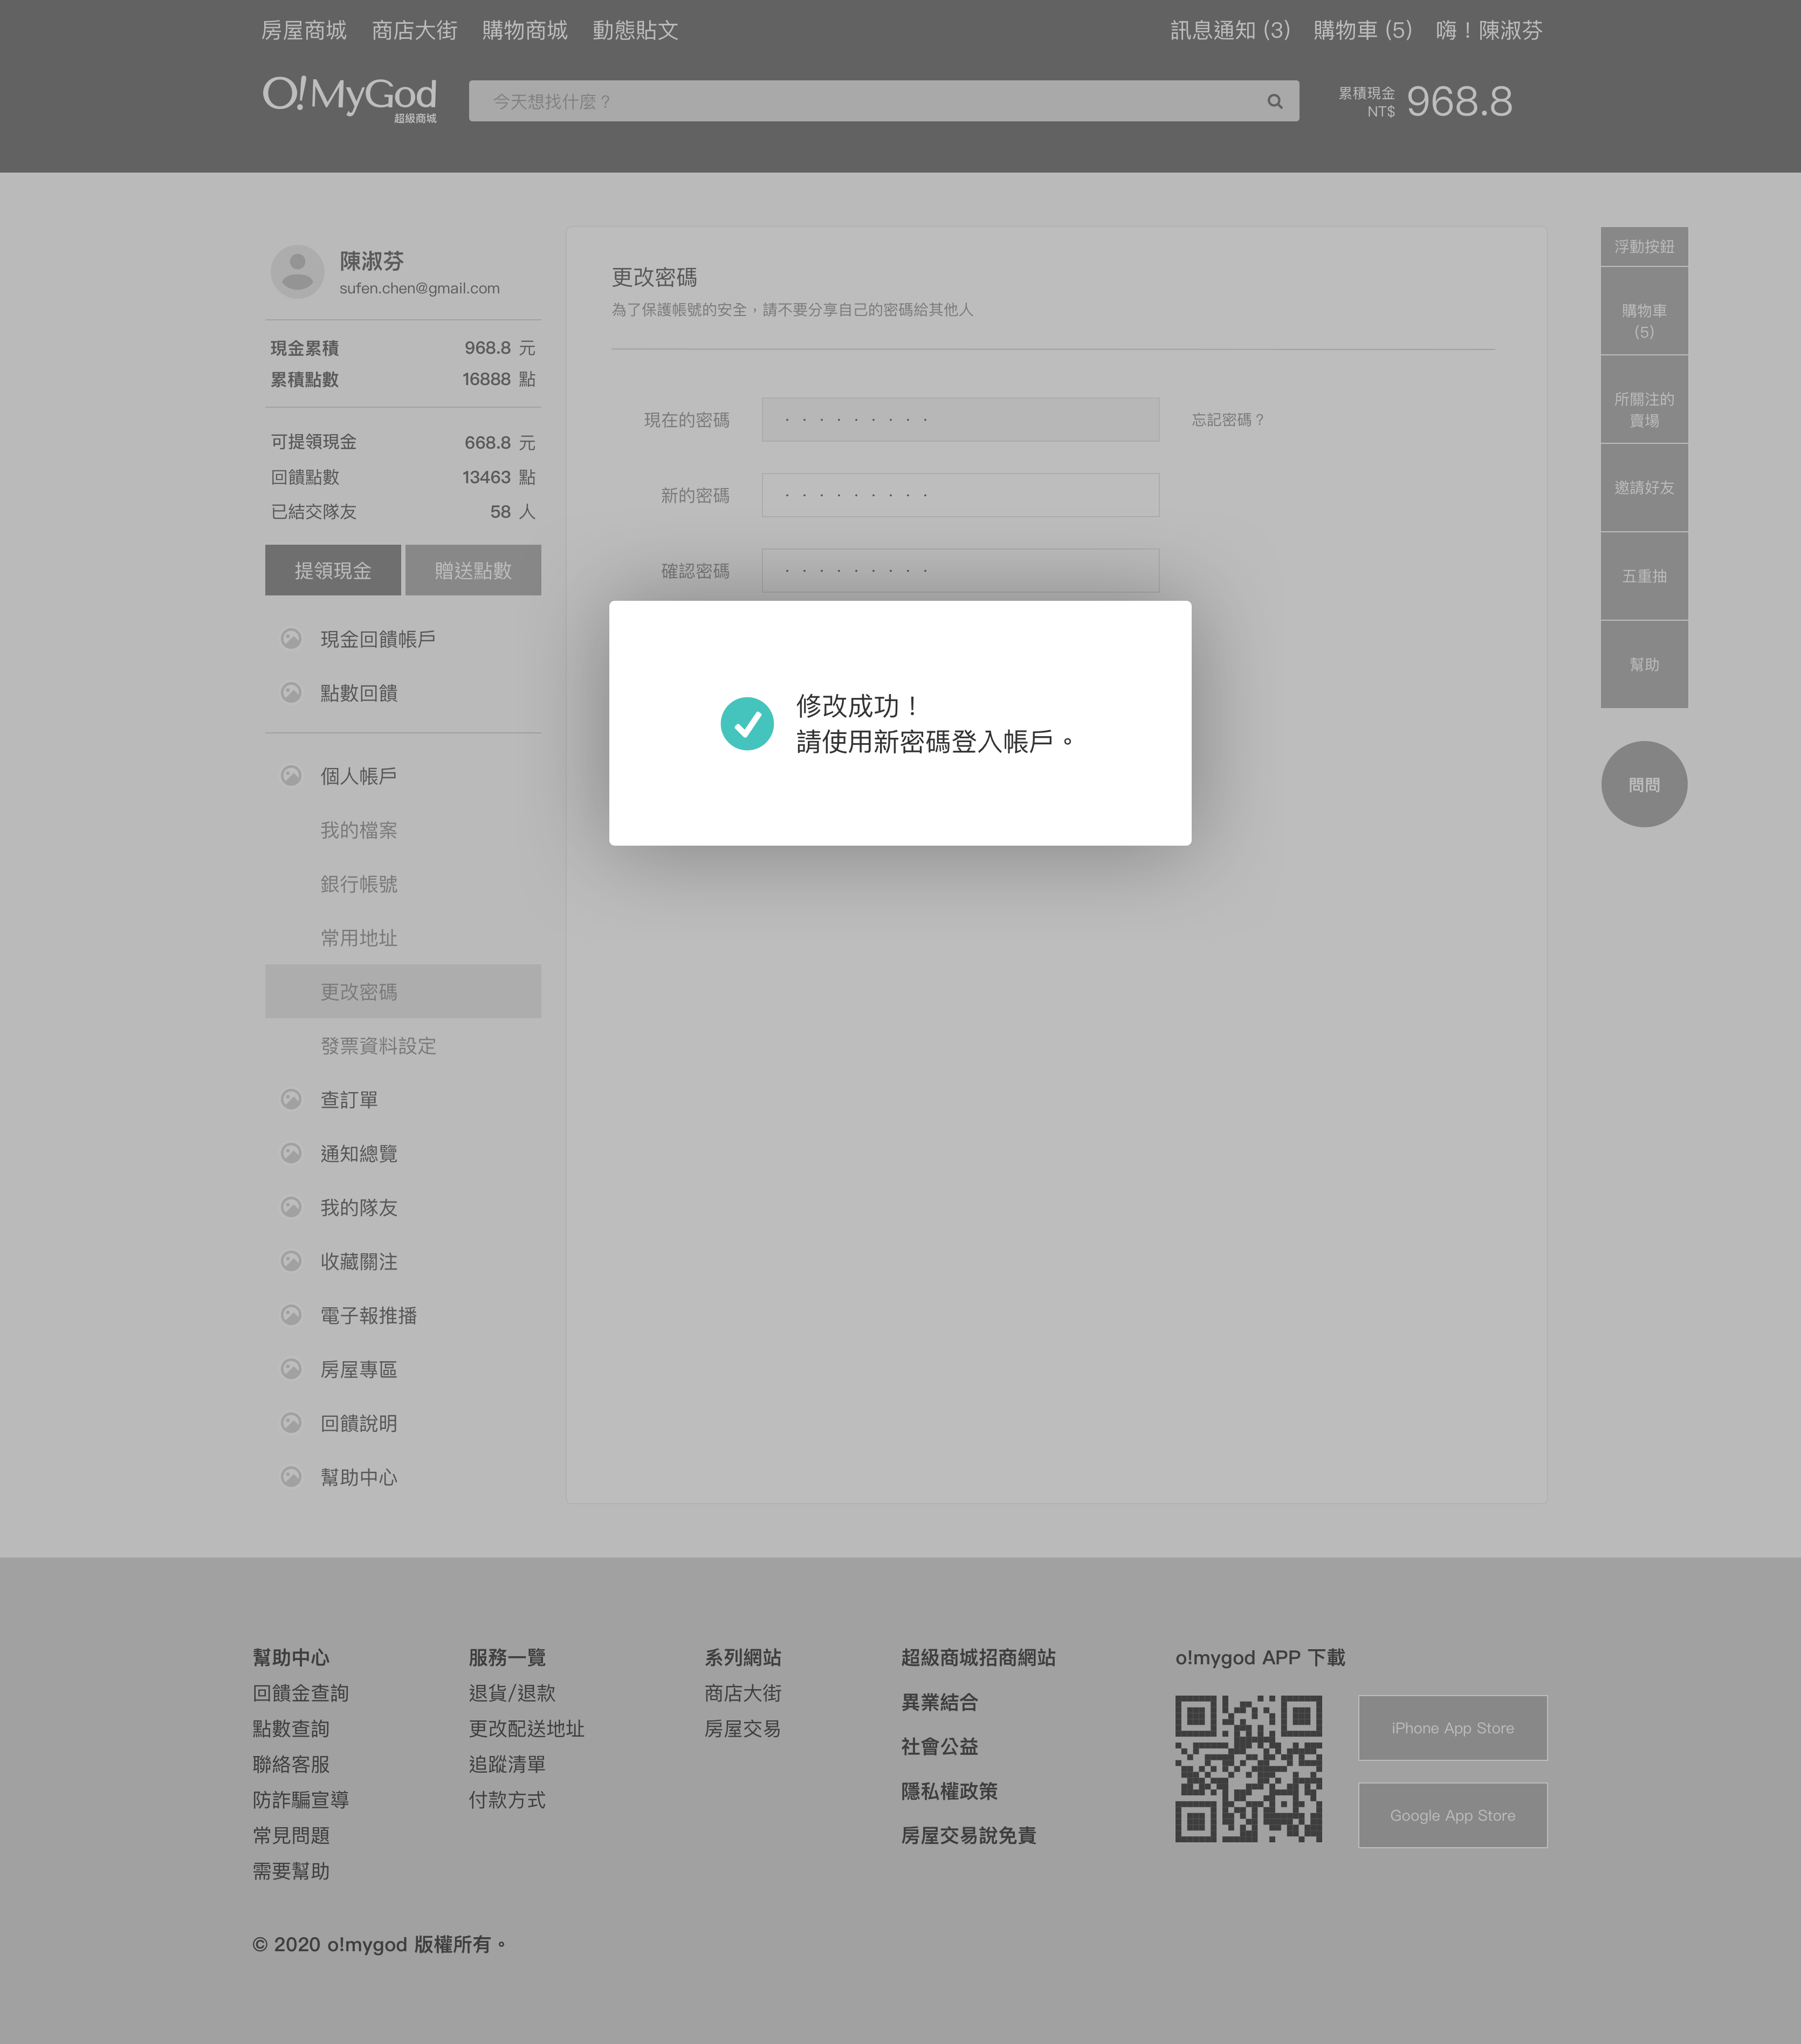 房屋商城 商店大街 購物商城 動態貼文 訊息通知 (3) 購物車 (5) 嗨！陳淑芬
O!MyGod
超級商城
今天想找什麼？
累積現金
NT$ 968.8
陳淑芬
sufen.chen@gmail.com
現金累積 968.8 元
累積點數 16888 點
可提領現金 668.8 元
回饋點數 13463 點
已結交隊友 58 人
提領現金 贈送點數
現金回饋帳戶
點數回饋
個人帳戶
我的檔案
銀行帳號
常用地址
更改密碼
發票資料設定
查訂單
通知總覽
我的隊友
收藏關注
電子報推播
房屋專區
回饋說明
幫助中心
更改密碼
為了保護帳號的安全，請不要分享自己的密碼給其他人
現在的密碼 · · · · · · · · · 忘記密碼？
新的密碼 · · · · · · · · ·
確認密碼 · · · · · · · · ·
修改成功！
請使用新密碼登入帳戶。
浮動按鈕
購物車
(5)
所關注的
賣場
邀請好友
五重抽
幫助
問問
幫助中心
回饋金查詢
點數查詢
聯絡客服
防詐騙宣導
常見問題
需要幫助
服務一覽
退貨/退款
更改配送地址
追蹤清單
付款方式
系列網站
商店大街
房屋交易
超級商城招商網站
異業結合
社會公益
隱私權政策
房屋交易說免責
o!mygod APP 下載
iPhone App Store
Google App Store
© 2020 o!mygod 版權所有。